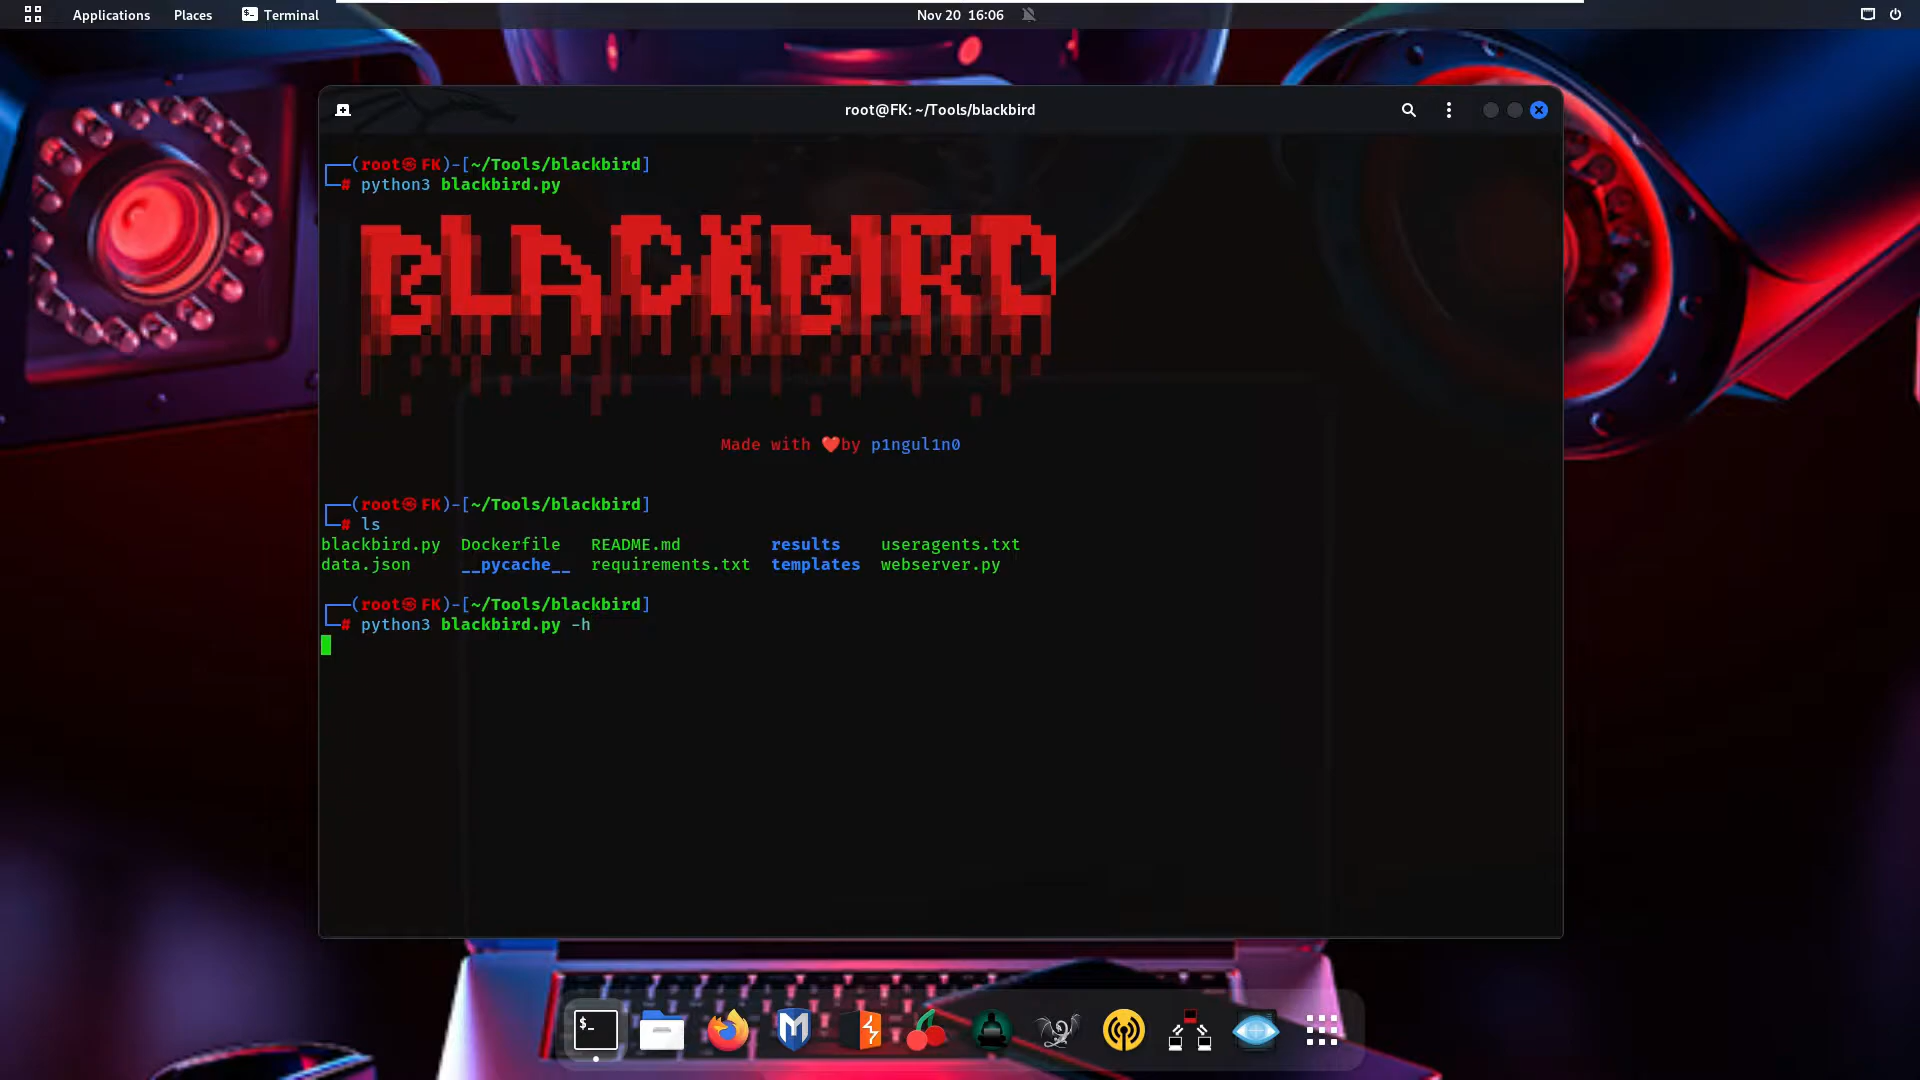 Applications Places Terminal Nov 20 16:06
root@FK: ~/Tools/blackbird
(root㉿FK)-[~/Tools/blackbird]
# python3 blackbird.py
BLACKBIRD
Made with ❤️by p1ngul1n0
(root㉿FK)-[~/Tools/blackbird]
# ls
blackbird.py Dockerfile README.md results useragents.txt
data.json __pycache__ requirements.txt templates webserver.py
(root㉿FK)-[~/Tools/blackbird]
# python3 blackbird.py -h